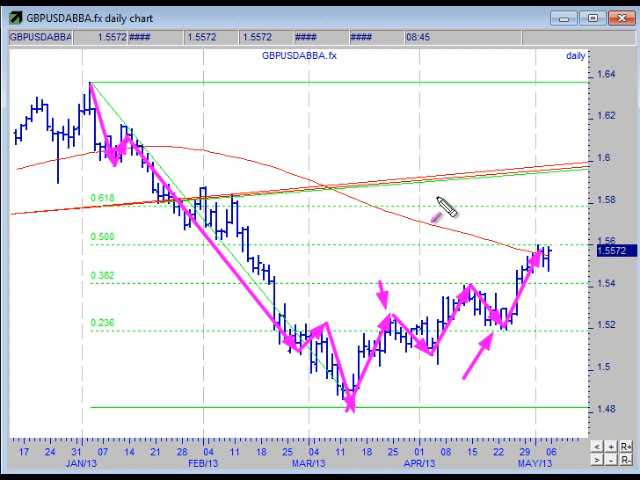 GBPUSDABBA.fx daily chart
GBPUSDABBA 1.5572 #### 1.5572 #### #### 08:45
GBPUSDABBA.fx daily
1.64
1.62
1.6
0.618 1.58
0.500 1.56
1.5572
0.382 1.54
0.236 1.52
1.5
1.48
17 24 02 07 14 21 28 04 11 18 25 04 11 18 25 01 08 15 22 29 06
JAN/13 FEB/13 MAR/13 APR/13 MAY/13
< + R+
> - R-